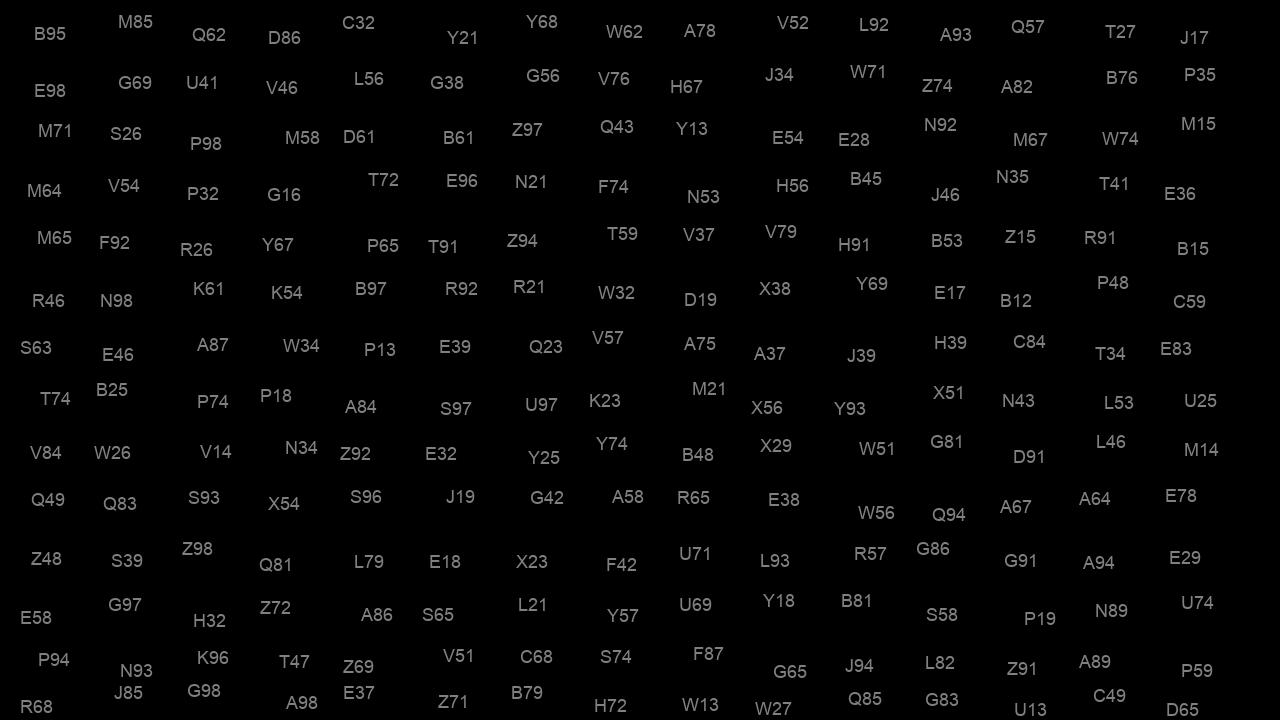 B95 M85 Q62 D86 C32 Y21 Y68 W62 A78 V52 L92 A93 Q57 T27 J17
E98 G69 U41 V46 L56 G38 G56 V76 H67 J34 W71 Z74 A82 B76 P35
M71 S26 P98 M58 D61 B61 Z97 Q43 Y13 E54 E28 N92 M67 W74 M15
M64 V54 P32 G16 T72 E96 N21 F74 N53 H56 B45 J46 N35 T41 E36
M65 F92 R26 Y67 P65 T91 Z94 T59 V37 V79 H91 B53 Z15 R91 B15
R46 N98 K61 K54 B97 R92 R21 W32 D19 X38 Y69 E17 B12 P48 C59
S63 E46 A87 W34 P13 E39 Q23 V57 A75 A37 J39 H39 C84 T34 E83
T74 B25 P74 P18 A84 S97 U97 K23 M21 X56 Y93 X51 N43 L53 U25
V84 W26 V14 N34 Z92 E32 Y25 Y74 B48 X29 W51 G81 D91 L46 M14
Q49 Q83 S93 X54 S96 J19 G42 A58 R65 E38 W56 Q94 A67 A64 E78
Z48 S39 Z98 Q81 L79 E18 X23 F42 U71 L93 R57 G86 G91 A94 E29
E58 G97 H32 Z72 A86 S65 L21 Y57 U69 Y18 B81 S58 P19 N89 U74
P94 N93 K96 T47 Z69 V51 C68 S74 F87 G65 J94 L82 Z91 A89 P59
R68 J85 G98 A98 E37 Z71 B79 H72 W13 W27 Q85 G83 U13 C49 D65